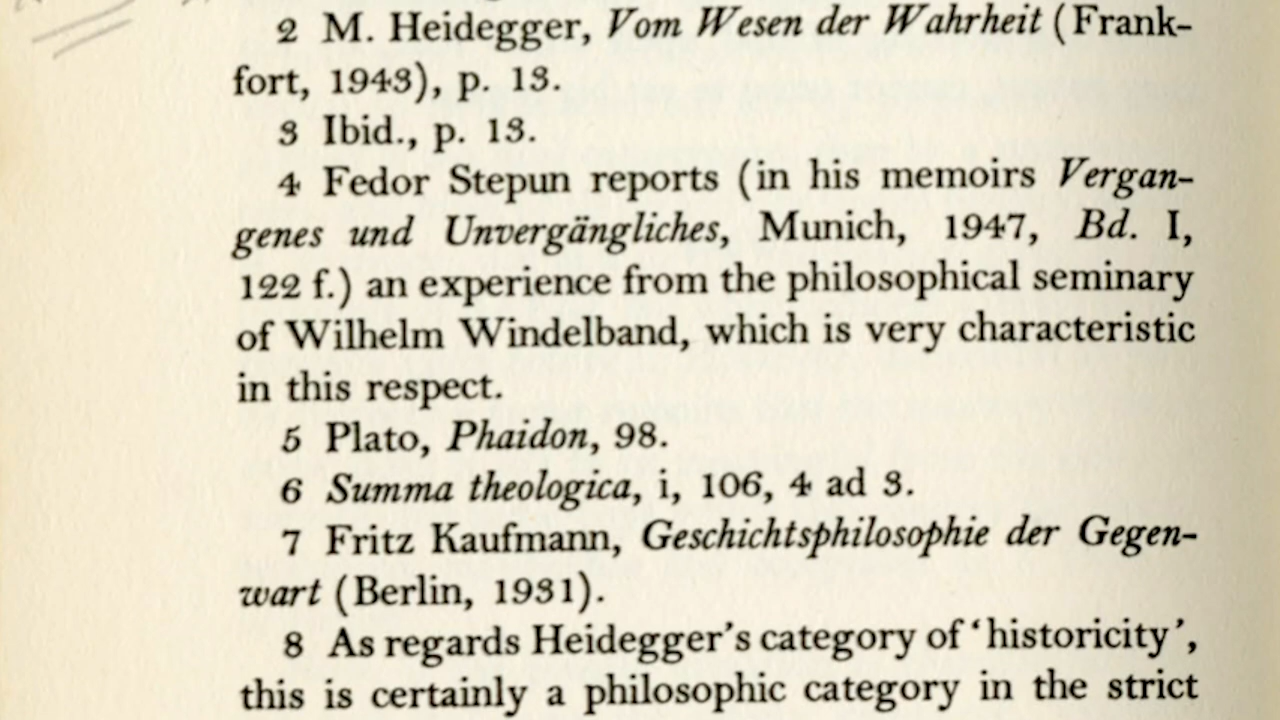 2 M. Heidegger, Vom Wesen der Wahrheit (Frank-
fort, 1943), p. 13.
3 Ibid., p. 13.
4 Fedor Stepun reports (in his memoirs Vergan-
genes und Unvergängliches, Munich, 1947, Bd. I,
122 f.) an experience from the philosophical seminary
of Wilhelm Windelband, which is very characteristic
in this respect.
5 Plato, Phaidon, 98.
6 Summa theologica, i, 106, 4 ad 3.
7 Fritz Kaufmann, Geschichtsphilosophie der Gegen-
wart (Berlin, 1931).
8 As regards Heidegger's category of ‘historicity’,
this is certainly a philosophic category in the strict